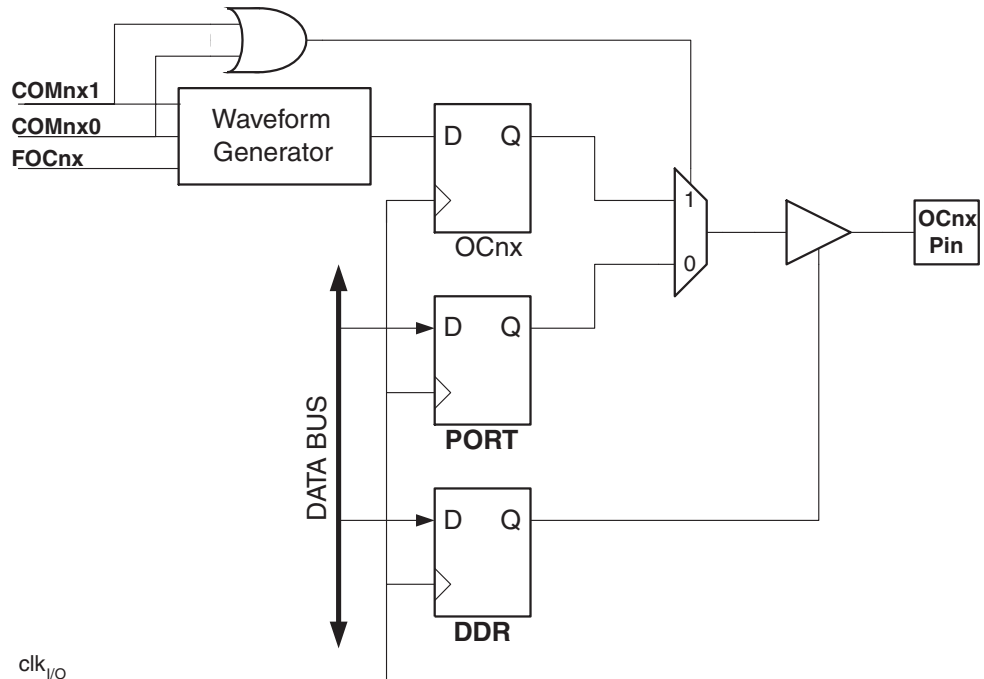 COMnx1
COMnx0
FOCnx
Waveform
Generator
D Q
OCnx
1
0
OCnx
Pin
D Q
PORT
DATA BUS
D Q
DDR
clkI/O